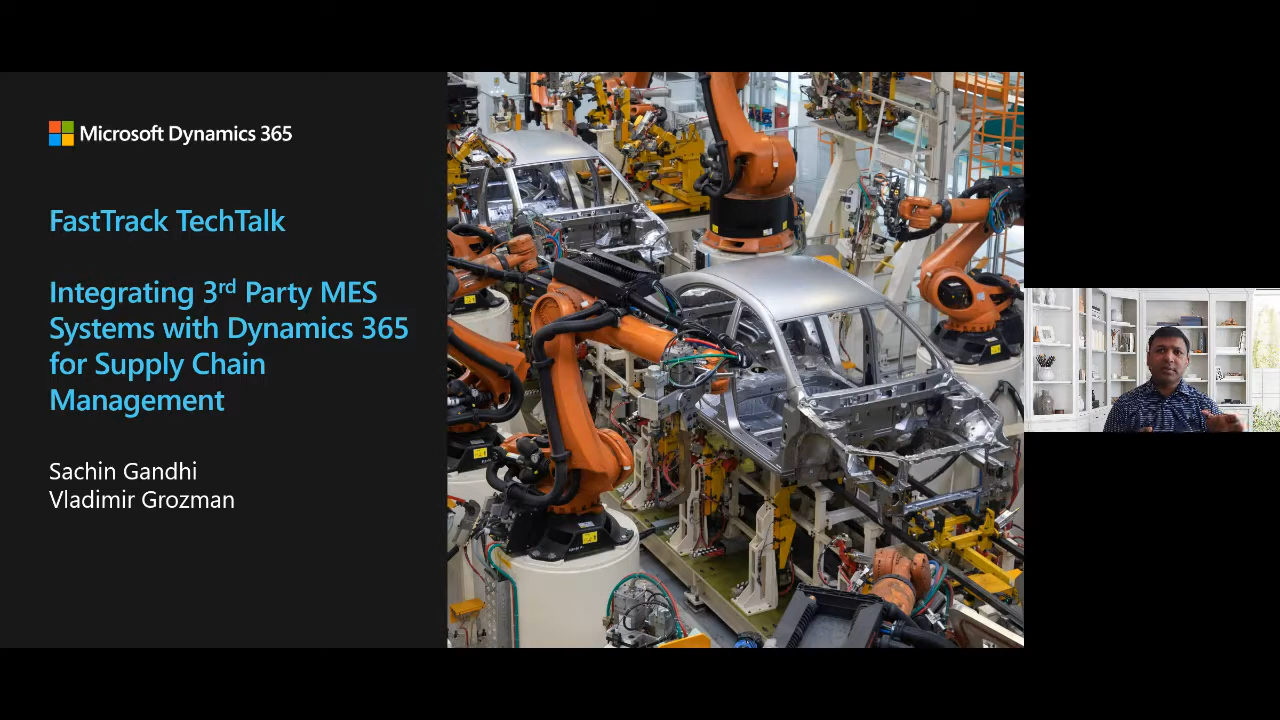 Microsoft Dynamics 365
FastTrack TechTalk
Integrating 3rd Party MES
Systems with Dynamics 365
for Supply Chain
Management
Sachin Gandhi
Vladimir Grozman